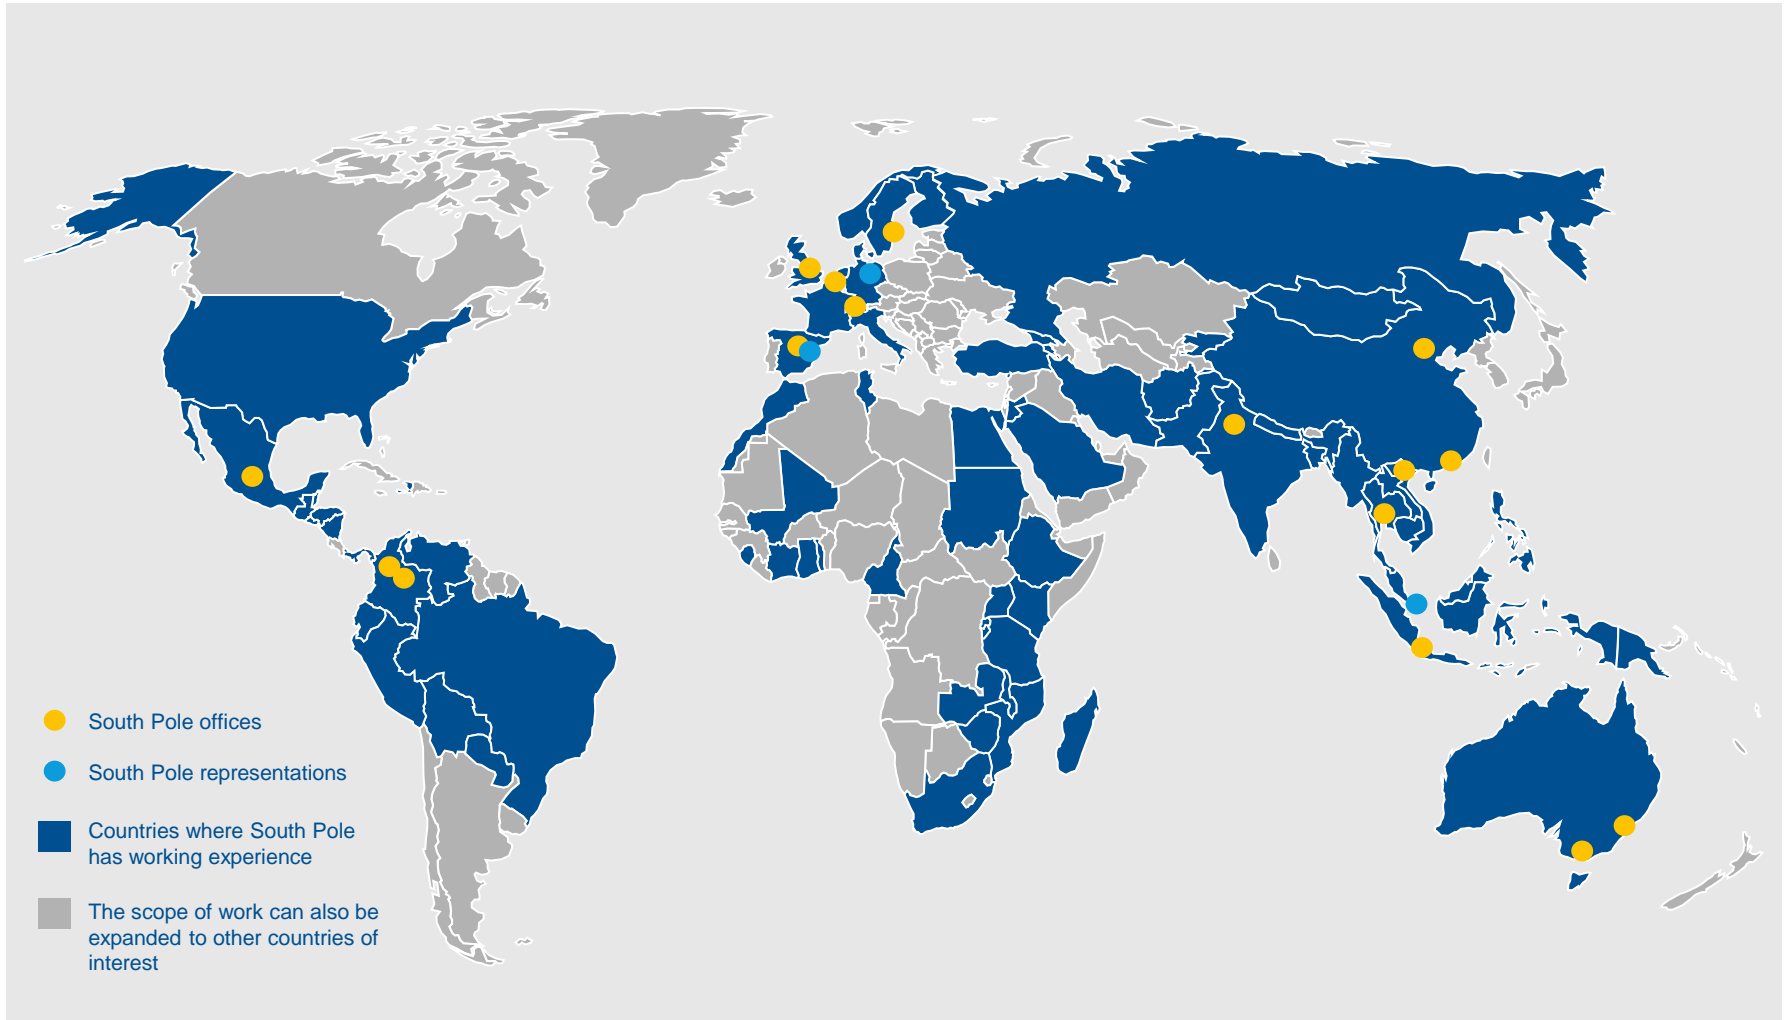 South Pole offices
South Pole representations
Countries where South Pole
has working experience
The scope of work can also be
expanded to other countries of
interest